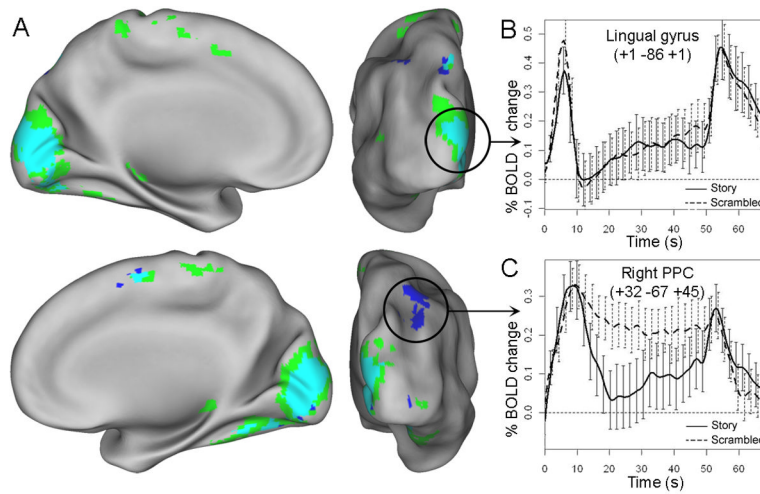 A
B
Lingual gyrus
(+1 -86 +1)
% BOLD change
0.5
0.4
0.3
0.2
0.1
0.0
-0.1
Story
Scrambled
0 10 20 30 40 50 60
Time (s)
C
Right PPC
(+32 -67 +45)
% BOLD change
0.3
0.2
0.1
0.0
Story
Scrambled
0 10 20 30 40 50 60
Time (s)